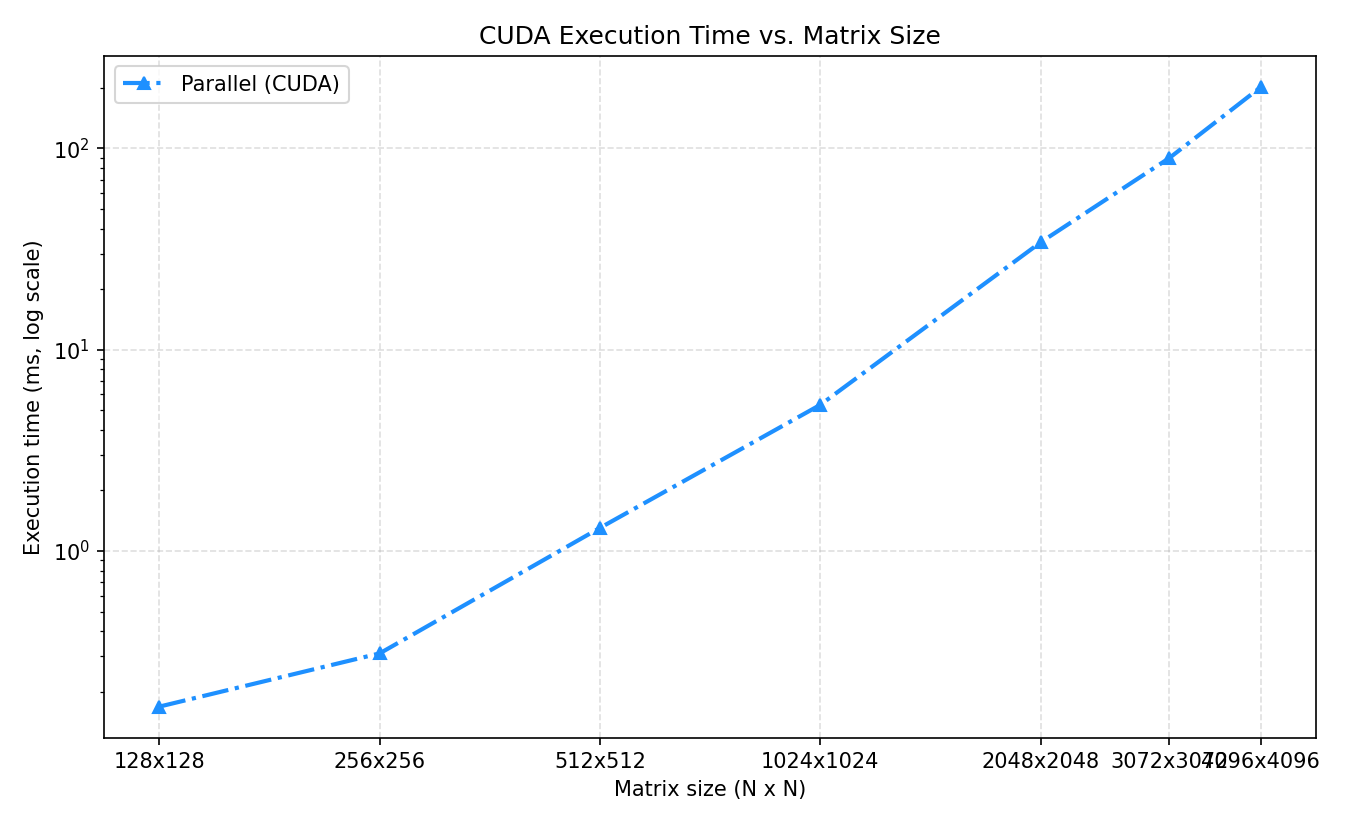 CUDA Execution Time vs. Matrix Size
Parallel (CUDA)
Execution time (ms, log scale)
10²
10¹
10⁰
128x128 256x256 512x512 1024x1024 2048x2048 3072x3072 4096x4096
Matrix size (N x N)